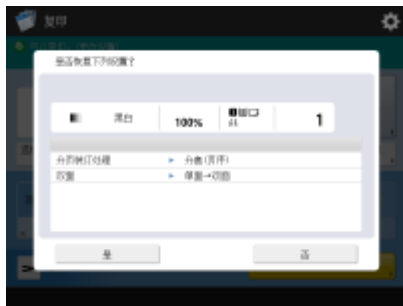 复印
是否恢复下列设置?
黑白 100% A4 1
分页装订处理 ► 分套(页序)
双面 ► 单面→双面
是 否